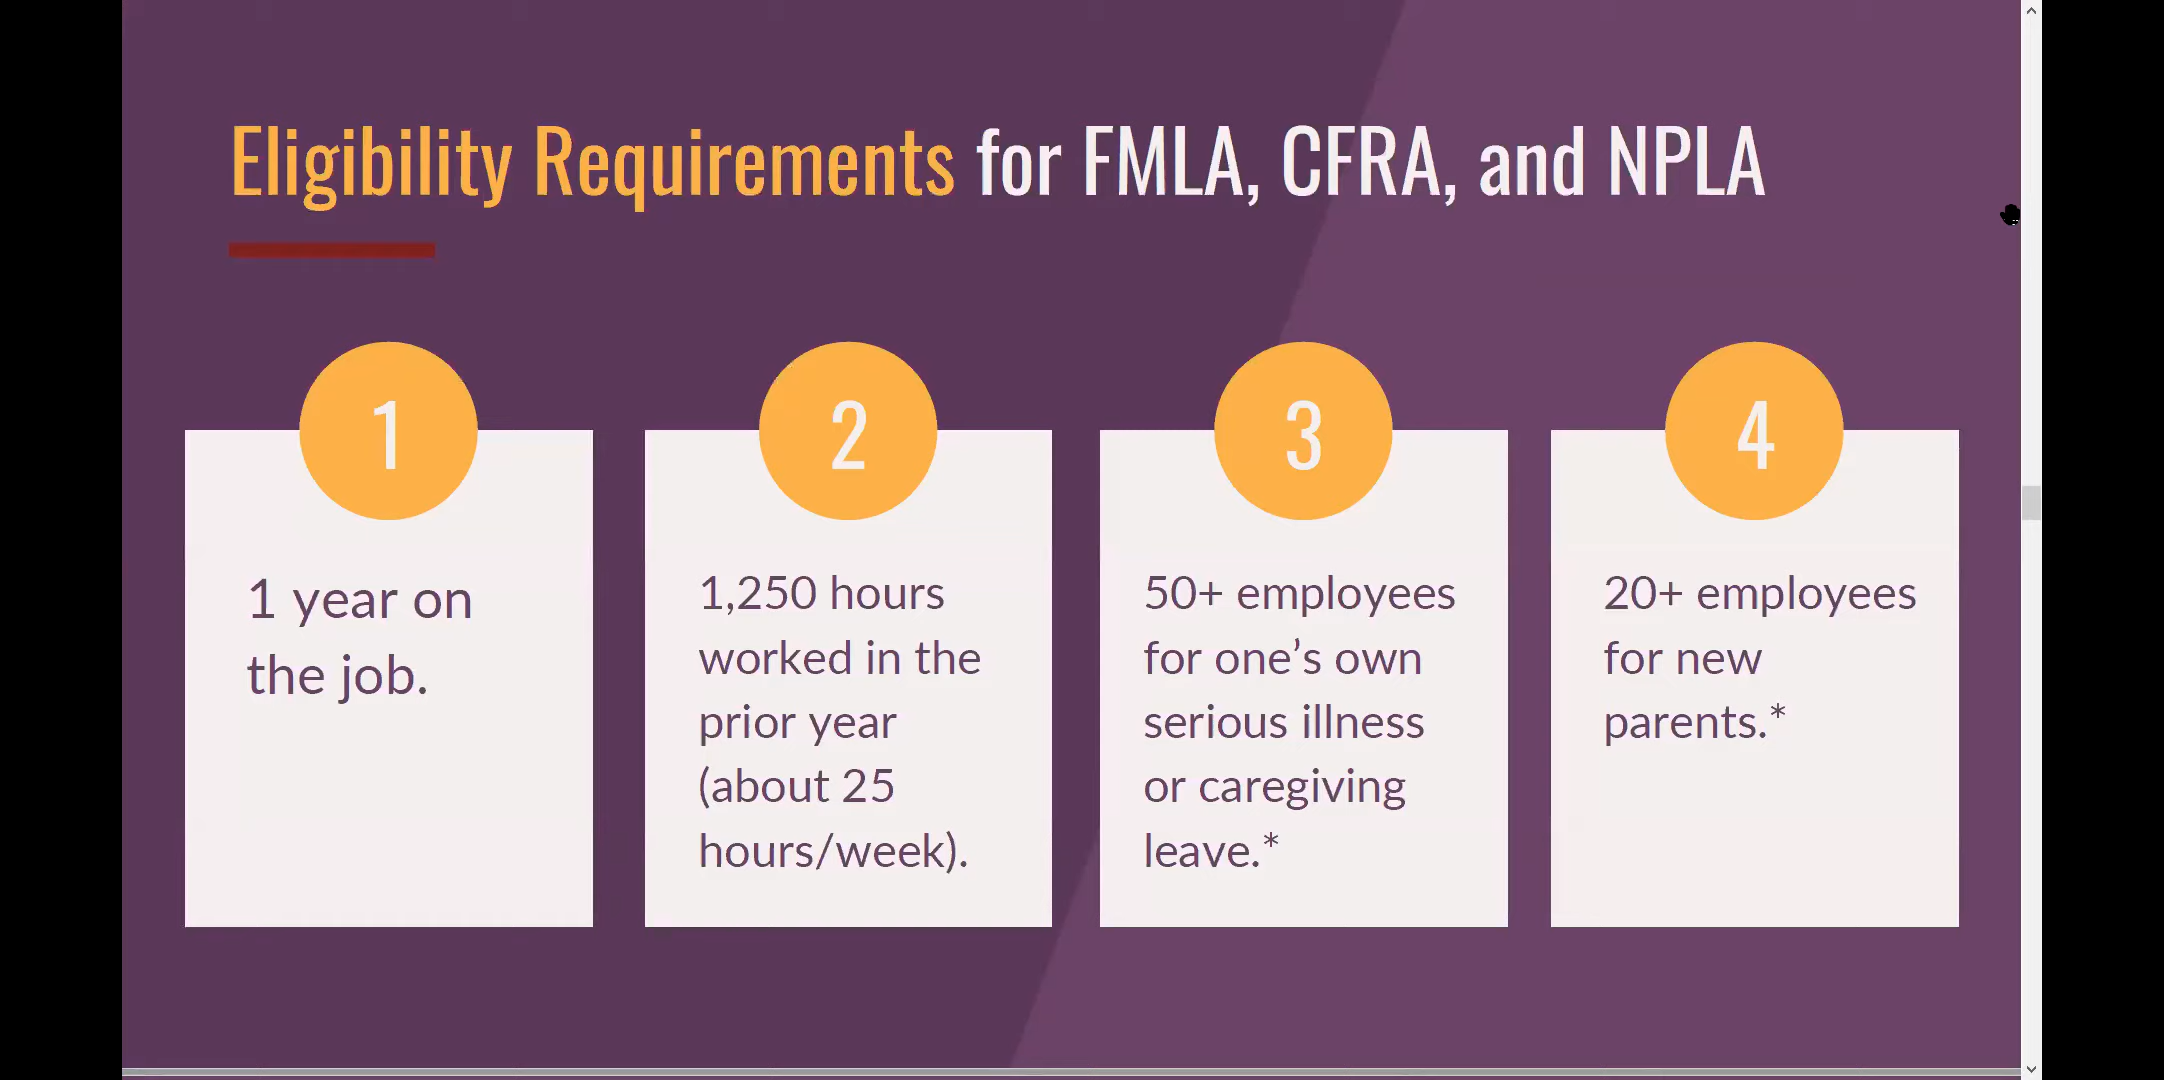 Eligibility Requirements for FMLA, CFRA, and NPLA
1
1 year on
the job.
2
1,250 hours
worked in the
prior year
(about 25
hours/week).
3
50+ employees
for one’s own
serious illness
or caregiving
leave.*
4
20+ employees
for new
parents.*